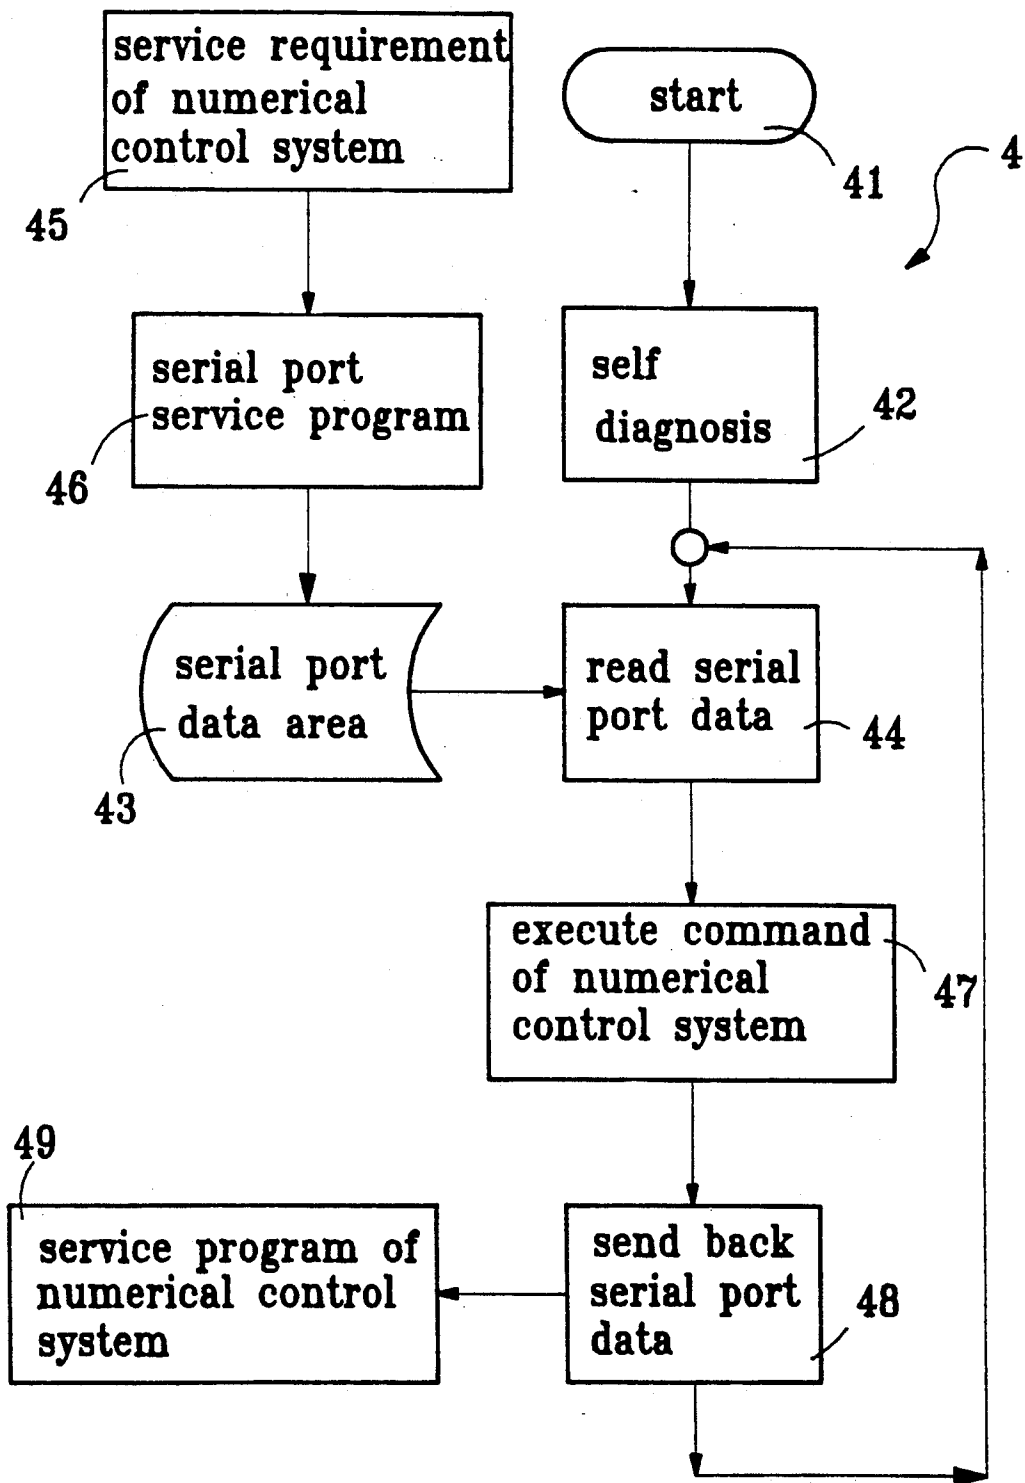 service requirement
of numerical
control system
45
start
41
4
serial port
service program
46
self
diagnosis
42
serial port
data area
43
read serial
port data
44
execute command
of numerical
control system
47
49
service program of
numerical control
system
send back
serial port
data
48